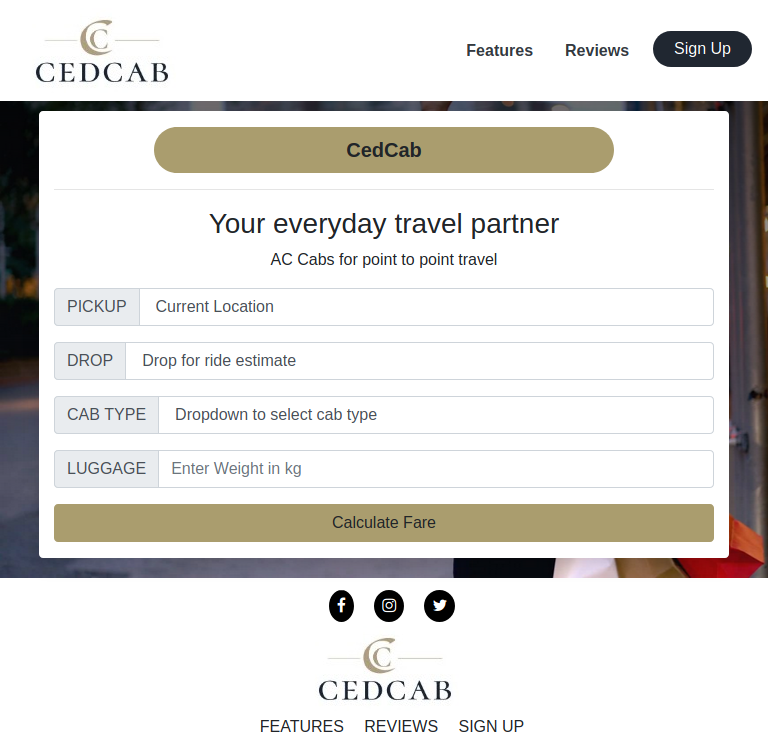 CC
CEDCAB
Features
Reviews
Sign Up
CedCab
Your everyday travel partner
AC Cabs for point to point travel
PICKUP Current Location
DROP Drop for ride estimate
CAB TYPE Dropdown to select cab type
LUGGAGE Enter Weight in kg
Calculate Fare
CC
CEDCAB
FEATURES REVIEWS SIGN UP